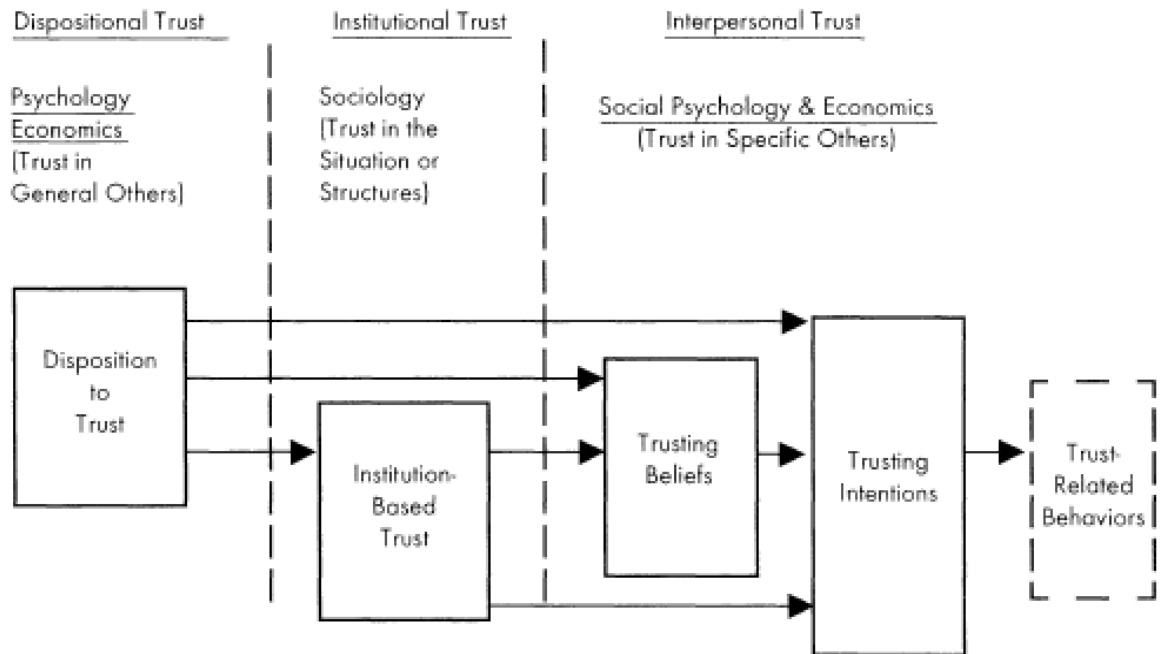 Dispositional Trust
Institutional Trust
Interpersonal Trust
Psychology
Economics
(Trust in
General Others)
Sociology
(Trust in the
Situation or
Structures)
Social Psychology & Economics
(Trust in Specific Others)
Disposition
to
Trust
Institution-
Based
Trust
Trusting
Beliefs
Trusting
Intentions
Trust-
Related
Behaviors